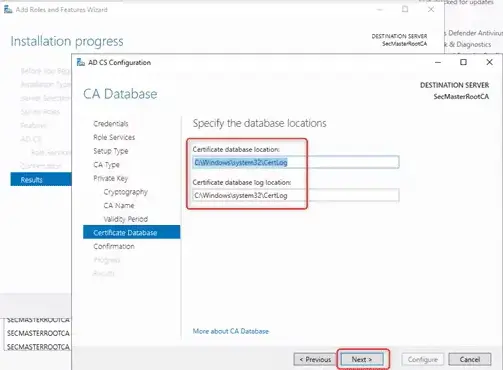 Add Roles and Features Wizard
for updates
Installation progress
DESTINATION SERVER
SecMasterRootCA
s Defender Antivirus
& Diagnostics
Before You Begin
Installation Type
Server Selection
Server Roles
Features
AD CS
Role Services
Confirmation
Results
AD CS Configuration
CA Database
DESTINATION SERVER
SecMasterRootCA
Credentials
Role Services
Setup Type
CA Type
Private Key
Cryptography
CA Name
Validity Period
Certificate Database
Confirmation
Progress
Results
Specify the database locations
Certificate database location:
C:\Windows\system32\CertLog
Certificate database log location:
C:\Windows\system32\CertLog
More about CA Database
< Previous
Next >
Configure
Cancel
SECMASTERROOTCA
SECMASTERROOTCA
SECMASTERROOTCA